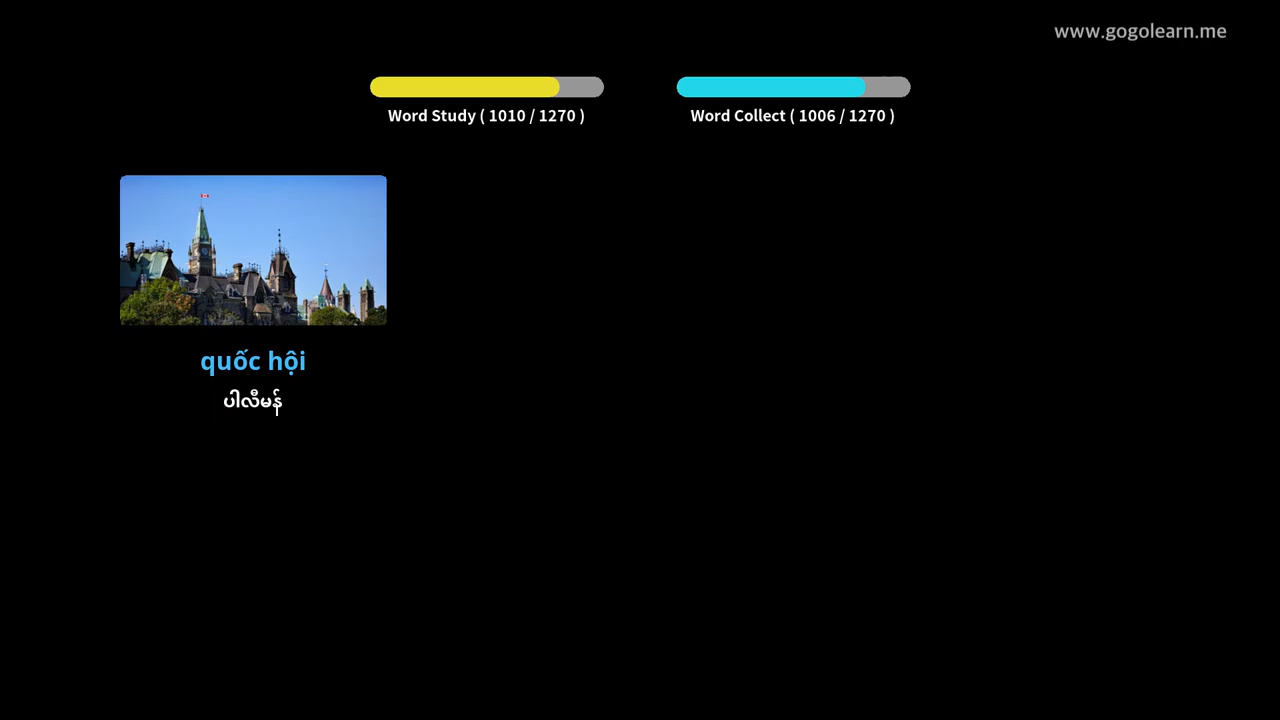 www.gogolearn.me
Word Study ( 1010 / 1270 )
Word Collect ( 1006 / 1270 )
quốc hội
ပါလီမန်